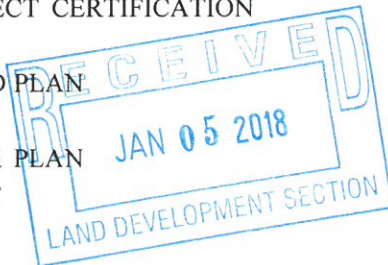 ECT CERTIFICATION
PLAN
RECEIVED
PLAN
JAN 05 2018
LAND DEVELOPMENT SECTION